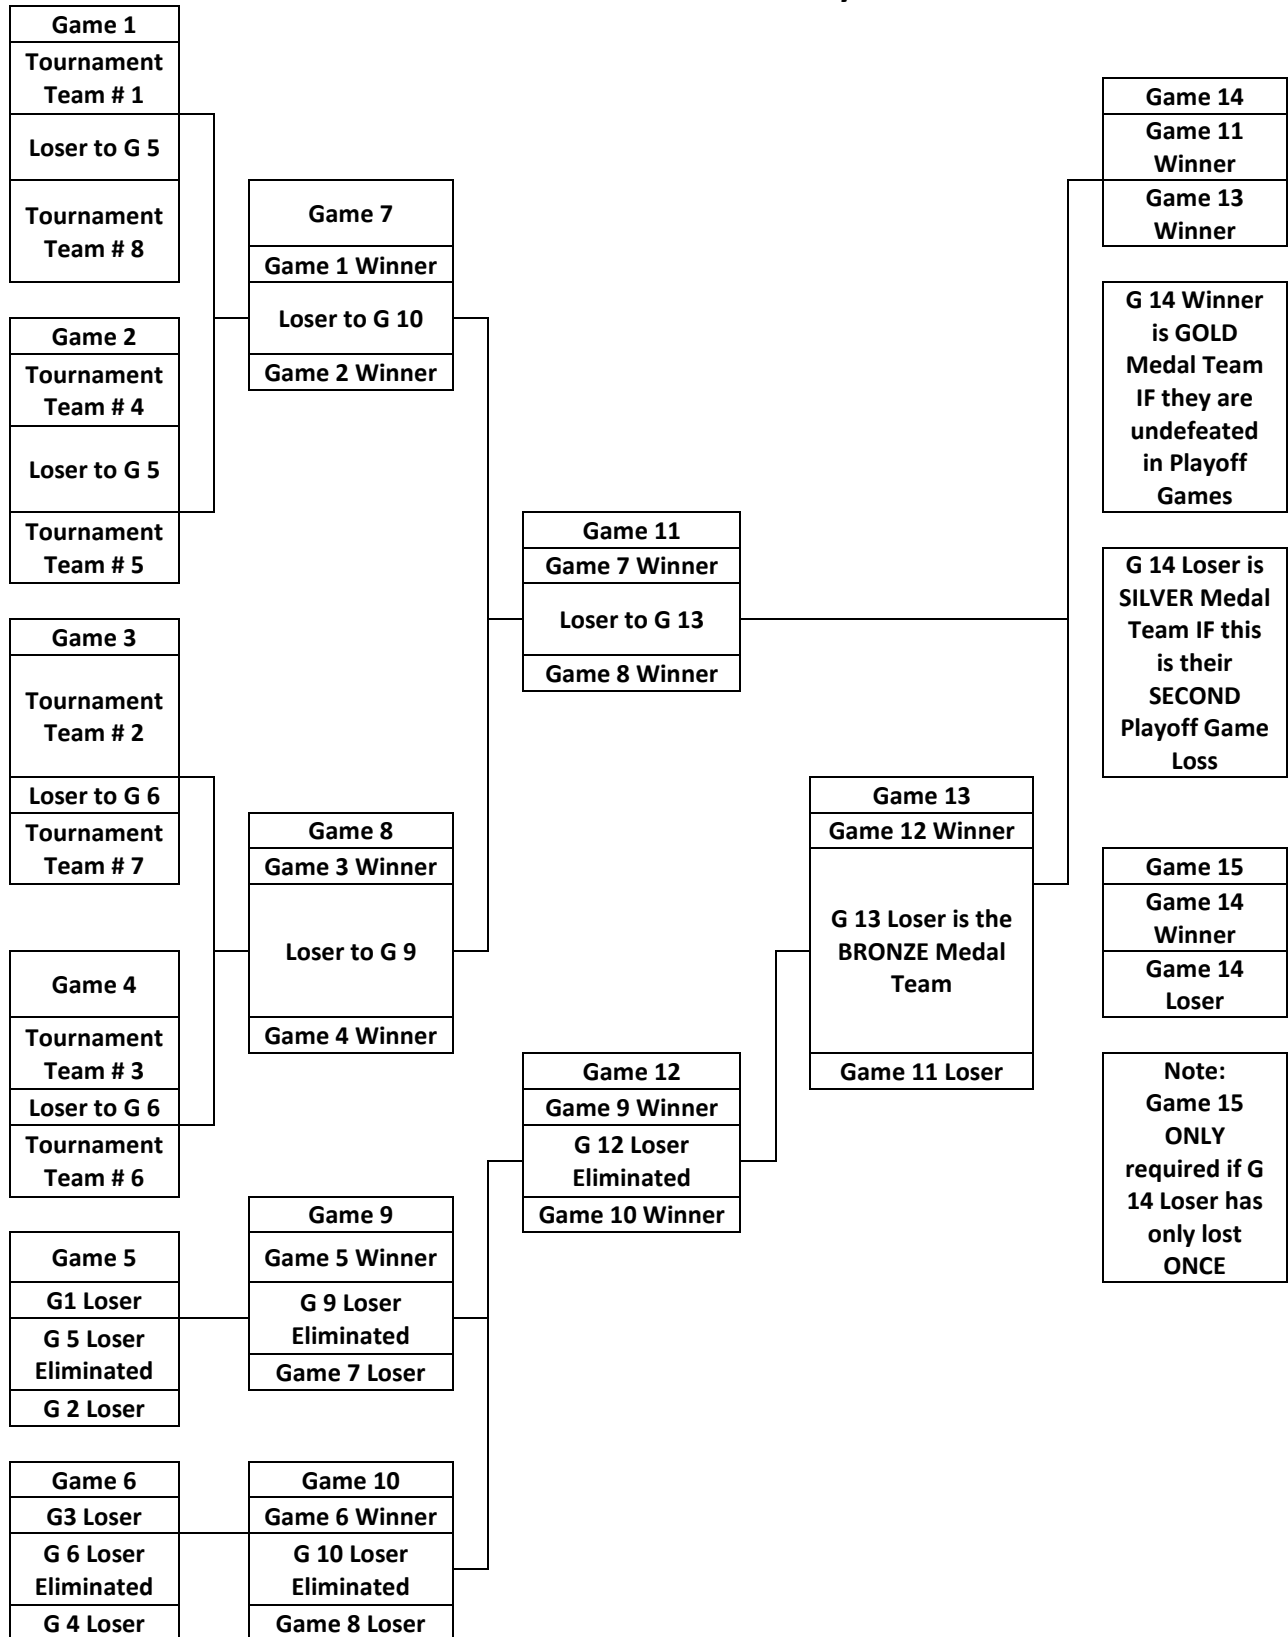 Game 1
Tournament
Team # 1
Loser to G 5
Tournament
Team # 8
Game 2
Tournament
Team # 4
Loser to G 5
Tournament
Team # 5
Game 3
Tournament
Team # 2
Loser to G 6
Tournament
Team # 7
Game 4
Tournament
Team # 3
Loser to G 6
Tournament
Team # 6
Game 5
G1 Loser
G 5 Loser
Eliminated
G 2 Loser
Game 6
G3 Loser
G 6 Loser
Eliminated
G 4 Loser
Game 7
Game 1 Winner
Loser to G 10
Game 2 Winner
Game 8
Game 3 Winner
Loser to G 9
Game 4 Winner
Game 9
Game 5 Winner
G 9 Loser
Eliminated
Game 7 Loser
Game 10
Game 6 Winner
G 10 Loser
Eliminated
Game 8 Loser
Game 11
Game 7 Winner
Loser to G 13
Game 8 Winner
Game 12
Game 9 Winner
G 12 Loser
Eliminated
Game 10 Winner
Game 13
Game 12 Winner
G 13 Loser is the
BRONZE Medal
Team
Game 11 Loser
Game 14
Game 11
Winner
Game 13
Winner
G 14 Winner
is GOLD
Medal Team
IF they are
undefeated
in Playoff
Games
G 14 Loser is
SILVER Medal
Team IF this
is their
SECOND
Playoff Game
Loss
Game 15
Game 14
Winner
Game 14
Loser
Note:
Game 15
ONLY
required if G
14 Loser has
only lost
ONCE